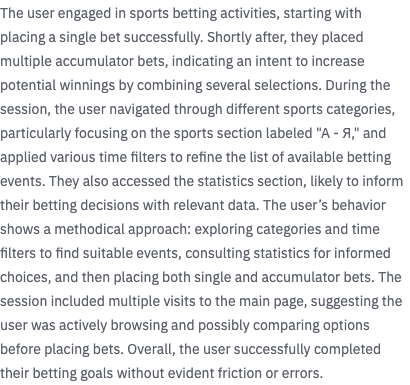 The user engaged in sports betting activities, starting with
placing a single bet successfully. Shortly after, they placed
multiple accumulator bets, indicating an intent to increase
potential winnings by combining several selections. During the
session, the user navigated through different sports categories,
particularly focusing on the sports section labeled "А - Я," and
applied various time filters to refine the list of available betting
events. They also accessed the statistics section, likely to inform
their betting decisions with relevant data. The user’s behavior
shows a methodical approach: exploring categories and time
filters to find suitable events, consulting statistics for informed
choices, and then placing both single and accumulator bets. The
session included multiple visits to the main page, suggesting the
user was actively browsing and possibly comparing options
before placing bets. Overall, the user successfully completed
their betting goals without evident friction or errors.